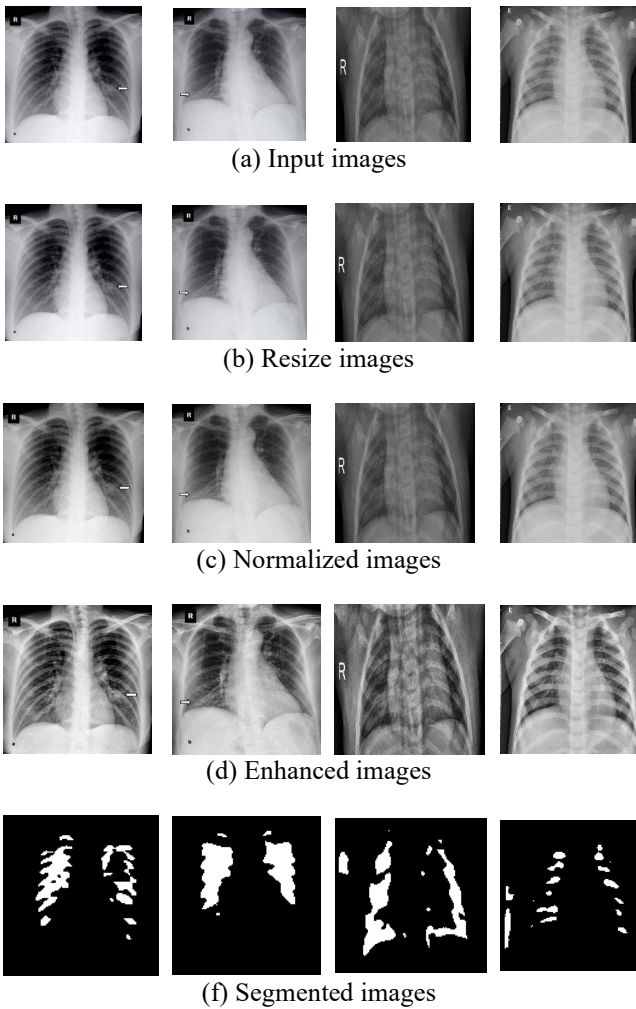 R
R
R
R
(a) Input images
R
R
R
R
(b) Resize images
R
R
R
R
(c) Normalized images
R
R
R
R
(d) Enhanced images
(f) Segmented images